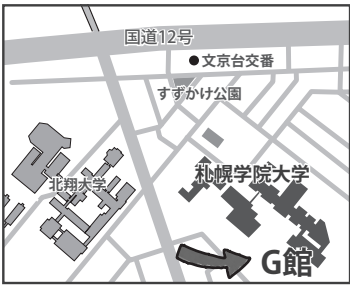 国道12号
文京台交番
すずかけ公園
札幌学院大学
北翔大学
G館